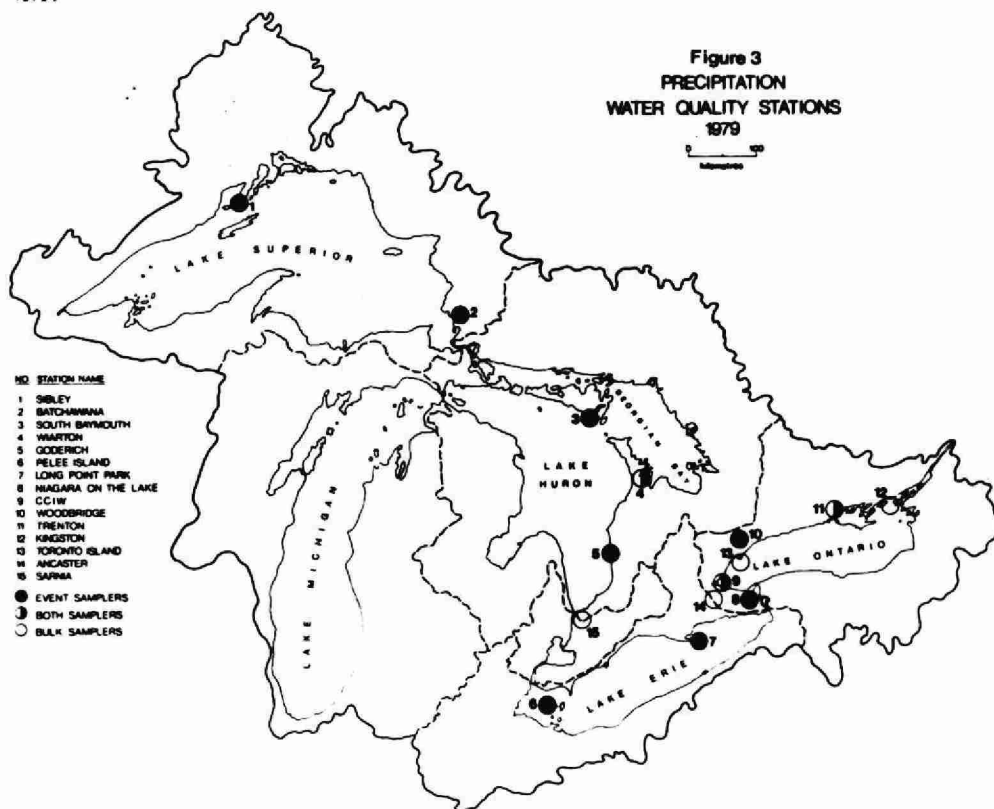 Figure 3
PRECIPITATION
WATER QUALITY STATIONS
1979
0 100
kilometres
LAKE SUPERIOR
GEORGIAN BAY
LAKE HURON
LAKE MICHIGAN
LAKE ONTARIO
LAKE ERIE
1
2
3
4
5
6
7
8
9
10
11
12
13
14
15
NO STATION NAME
1 SIBLEY
2 BATCHAWANA
3 SOUTH BAYMOUTH
4 WIARTON
5 GODERICH
6 PELEE ISLAND
7 LONG POINT PARK
8 NIAGARA ON THE LAKE
9 CCIW
10 WOODBRIDGE
11 TRENTON
12 KINGSTON
13 TORONTO ISLAND
14 ANCASTER
15 SARNIA
EVENT SAMPLERS
BOTH SAMPLERS
BULK SAMPLERS